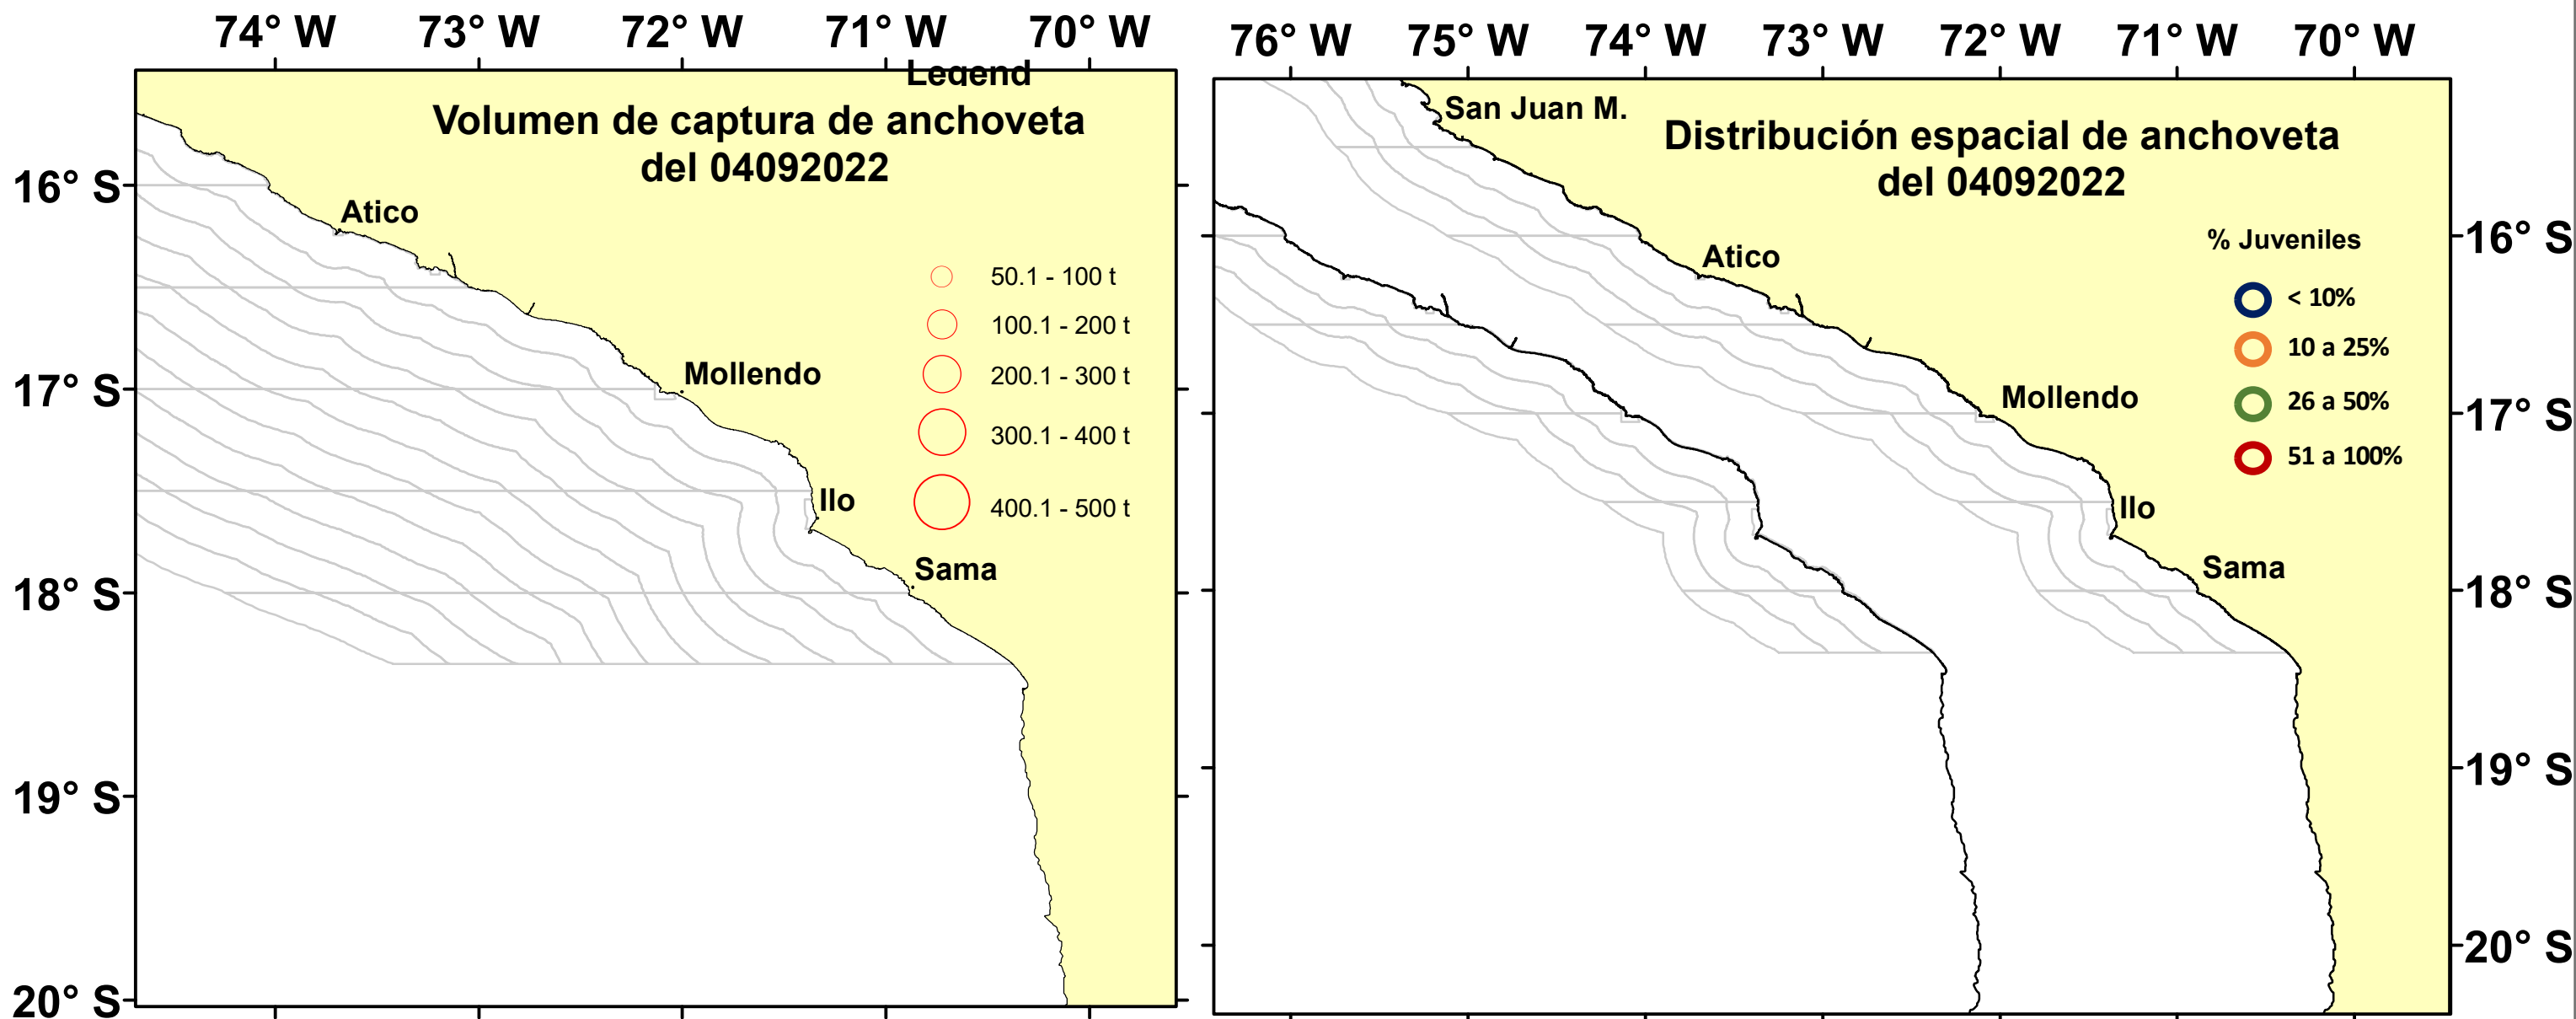 74° W 73° W 72° W 71° W 70° W
Legend
Volumen de captura de anchoveta
del 04092022
16° S
Atico
50.1 - 100 t
100.1 - 200 t
200.1 - 300 t
300.1 - 400 t
400.1 - 500 t
17° S
Mollendo
Ilo
Sama
18° S
19° S
20° S
76° W 75° W 74° W 73° W 72° W 71° W 70° W
San Juan M.
Distribución espacial de anchoveta
del 04092022
% Juveniles
< 10%
10 a 25%
26 a 50%
51 a 100%
Atico
16° S
Mollendo
17° S
Ilo
Sama
18° S
19° S
20° S